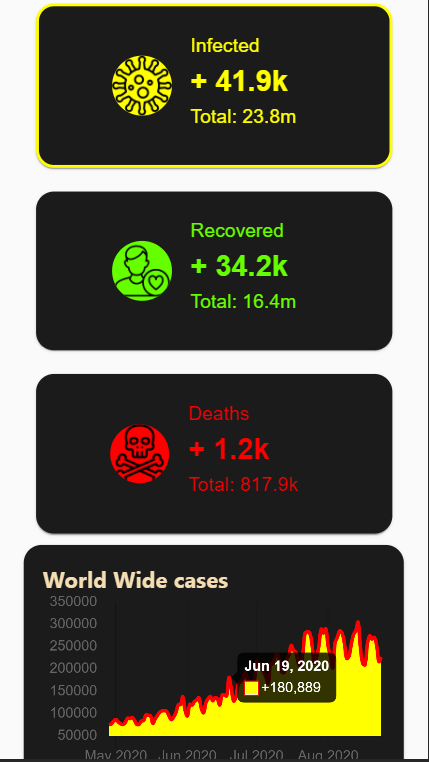 Infected
+ 41.9k
Total: 23.8m
Recovered
+ 34.2k
Total: 16.4m
Deaths
+ 1.2k
Total: 817.9k
World Wide cases
350000
300000
250000
200000
150000
100000
50000
Jun 19, 2020
+180,889
May 2020 Jun 2020 Jul 2020 Aug 2020